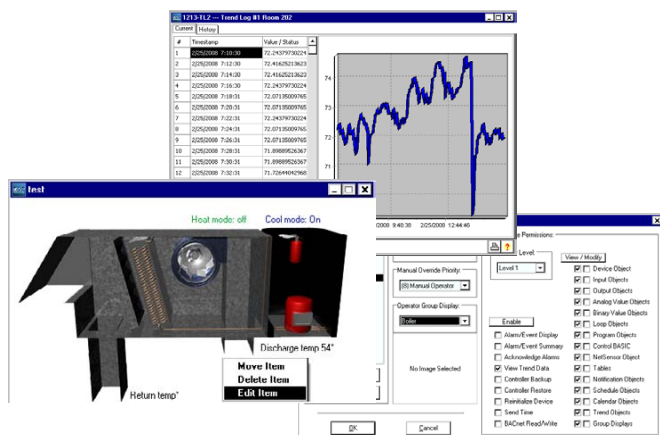 1213-TL2 --- Trend Log #1 Room 202
Current History
# Timestamp Value / Status
1 2/25/2008 7:10:30 72.24379730224
2 2/25/2008 7:12:30 72.41625213623
3 2/25/2008 7:14:30 72.41625213623
4 2/25/2008 7:16:30 72.24379730224
5 2/25/2008 7:18:31 72.07135009765
6 2/25/2008 7:20:31 72.07135009765
7 2/25/2008 7:22:31 72.24379730224
8 2/25/2008 7:24:31 72.07135009765
9 2/25/2008 7:26:31 72.07135009765
10 2/25/2008 7:28:31 71.89889526367
11 2/25/2008 7:30:31 71.89889526367
12 2/25/2008 7:32:31 71.72644042968
74
73
72
71
9:40:38 2/25/2008 12:44:46
test
Heat mode: off Cool mode: On
Discharge temp 54°
Return temp°
Move Item
Delete Item
Edit Item
Manual Override Priority:
(8) Manual Operator
Operator Group Display:
Boiler
No Image Selected
OK Cancel
Permissions:
Level:
Level 1
Enable
Alarm/Event Display
Alarm/Event Summary
Acknowledge Alarms
View Trend Data
Controller Backup
Controller Restore
Reinitialize Device
Send Time
BACnet Read/Write
View / Modify
Device Object
Input Objects
Output Objects
Analog Value Objects
Binary Value Objects
Loop Objects
Program Objects
Control BASIC
NetSensor Object
Tables
Notification Objects
Schedule Objects
Calendar Objects
Trend Objects
Group Displays